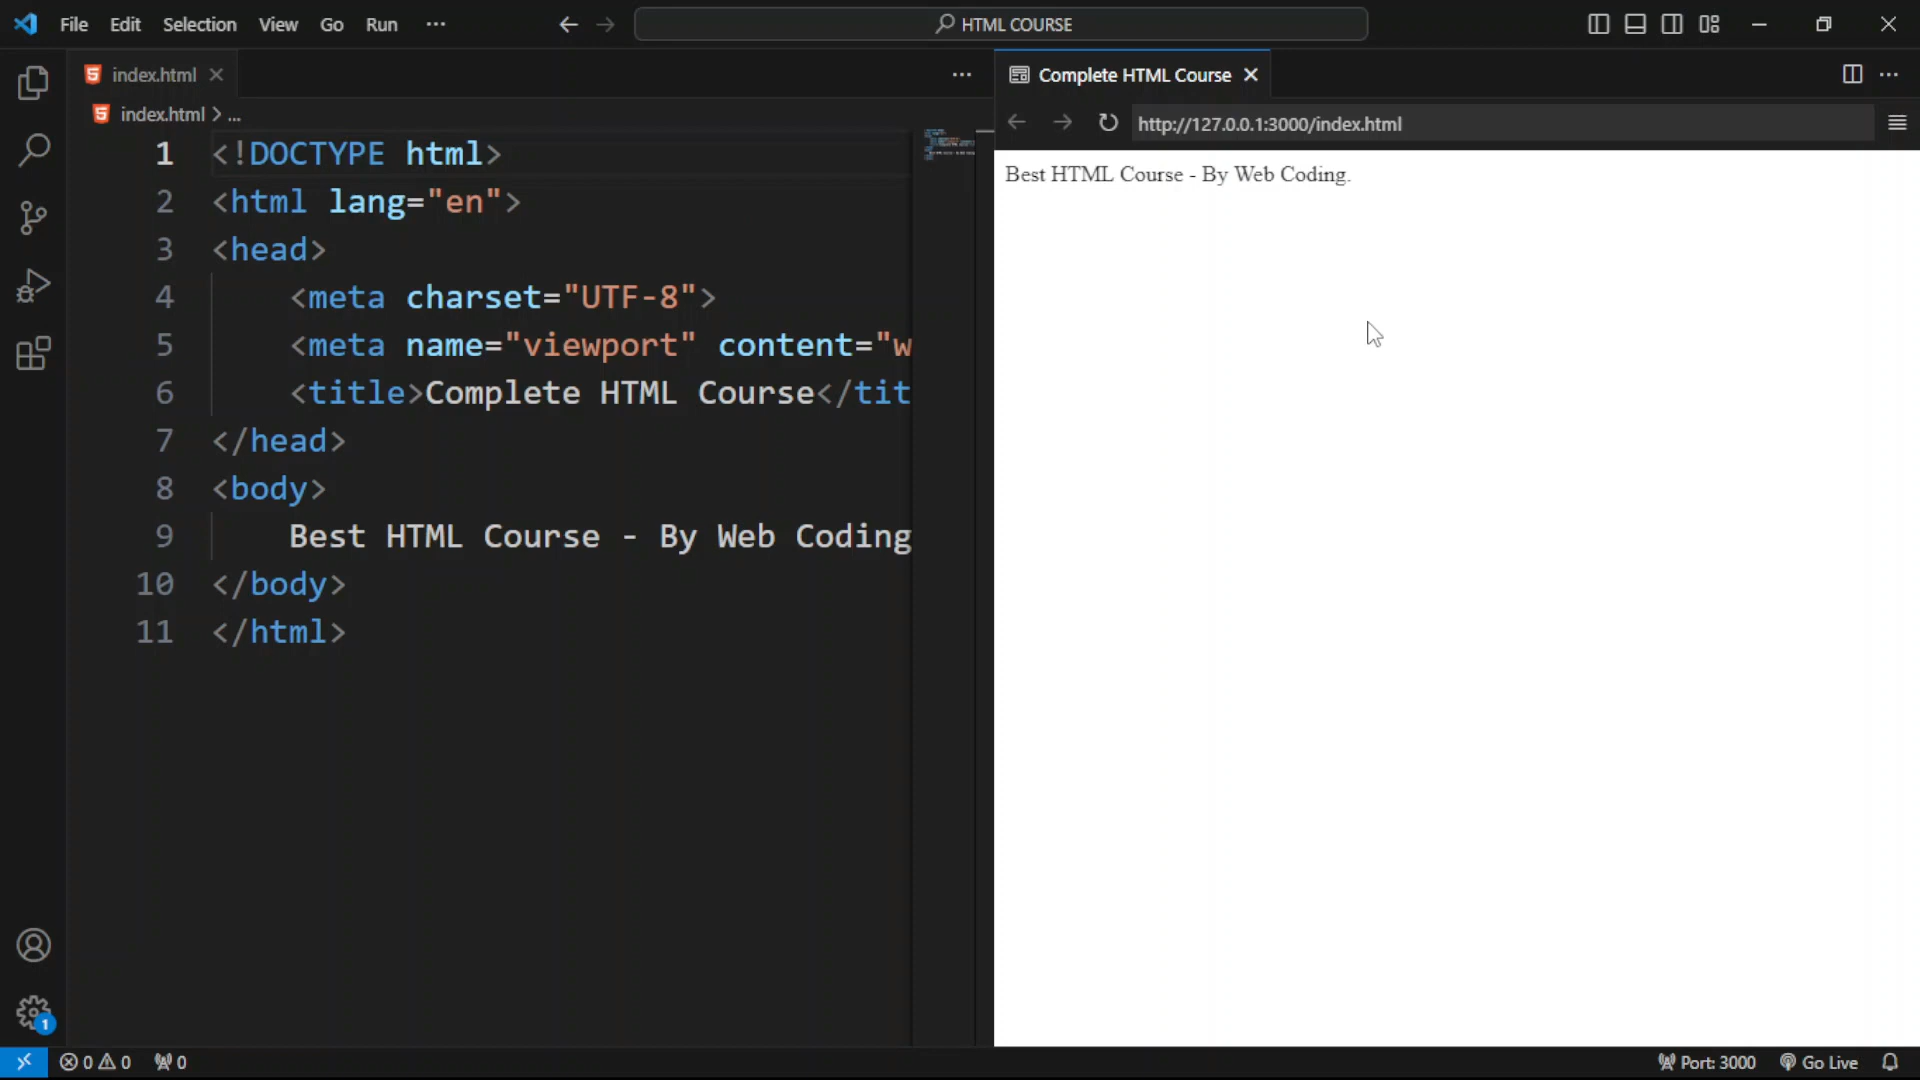 File Edit Selection View Go Run ··· HTML COURSE
index.html
index.html > ...
1 <!DOCTYPE html>
2 <html lang="en">
3 <head>
4 <meta charset="UTF-8">
5 <meta name="viewport" content="w
6 <title>Complete HTML Course</tit
7 </head>
8 <body>
9 Best HTML Course - By Web Coding
10 </body>
11 </html>
Complete HTML Course
http://127.0.0.1:3000/index.html
Best HTML Course - By Web Coding.
1
0 0 0
Port: 3000 Go Live